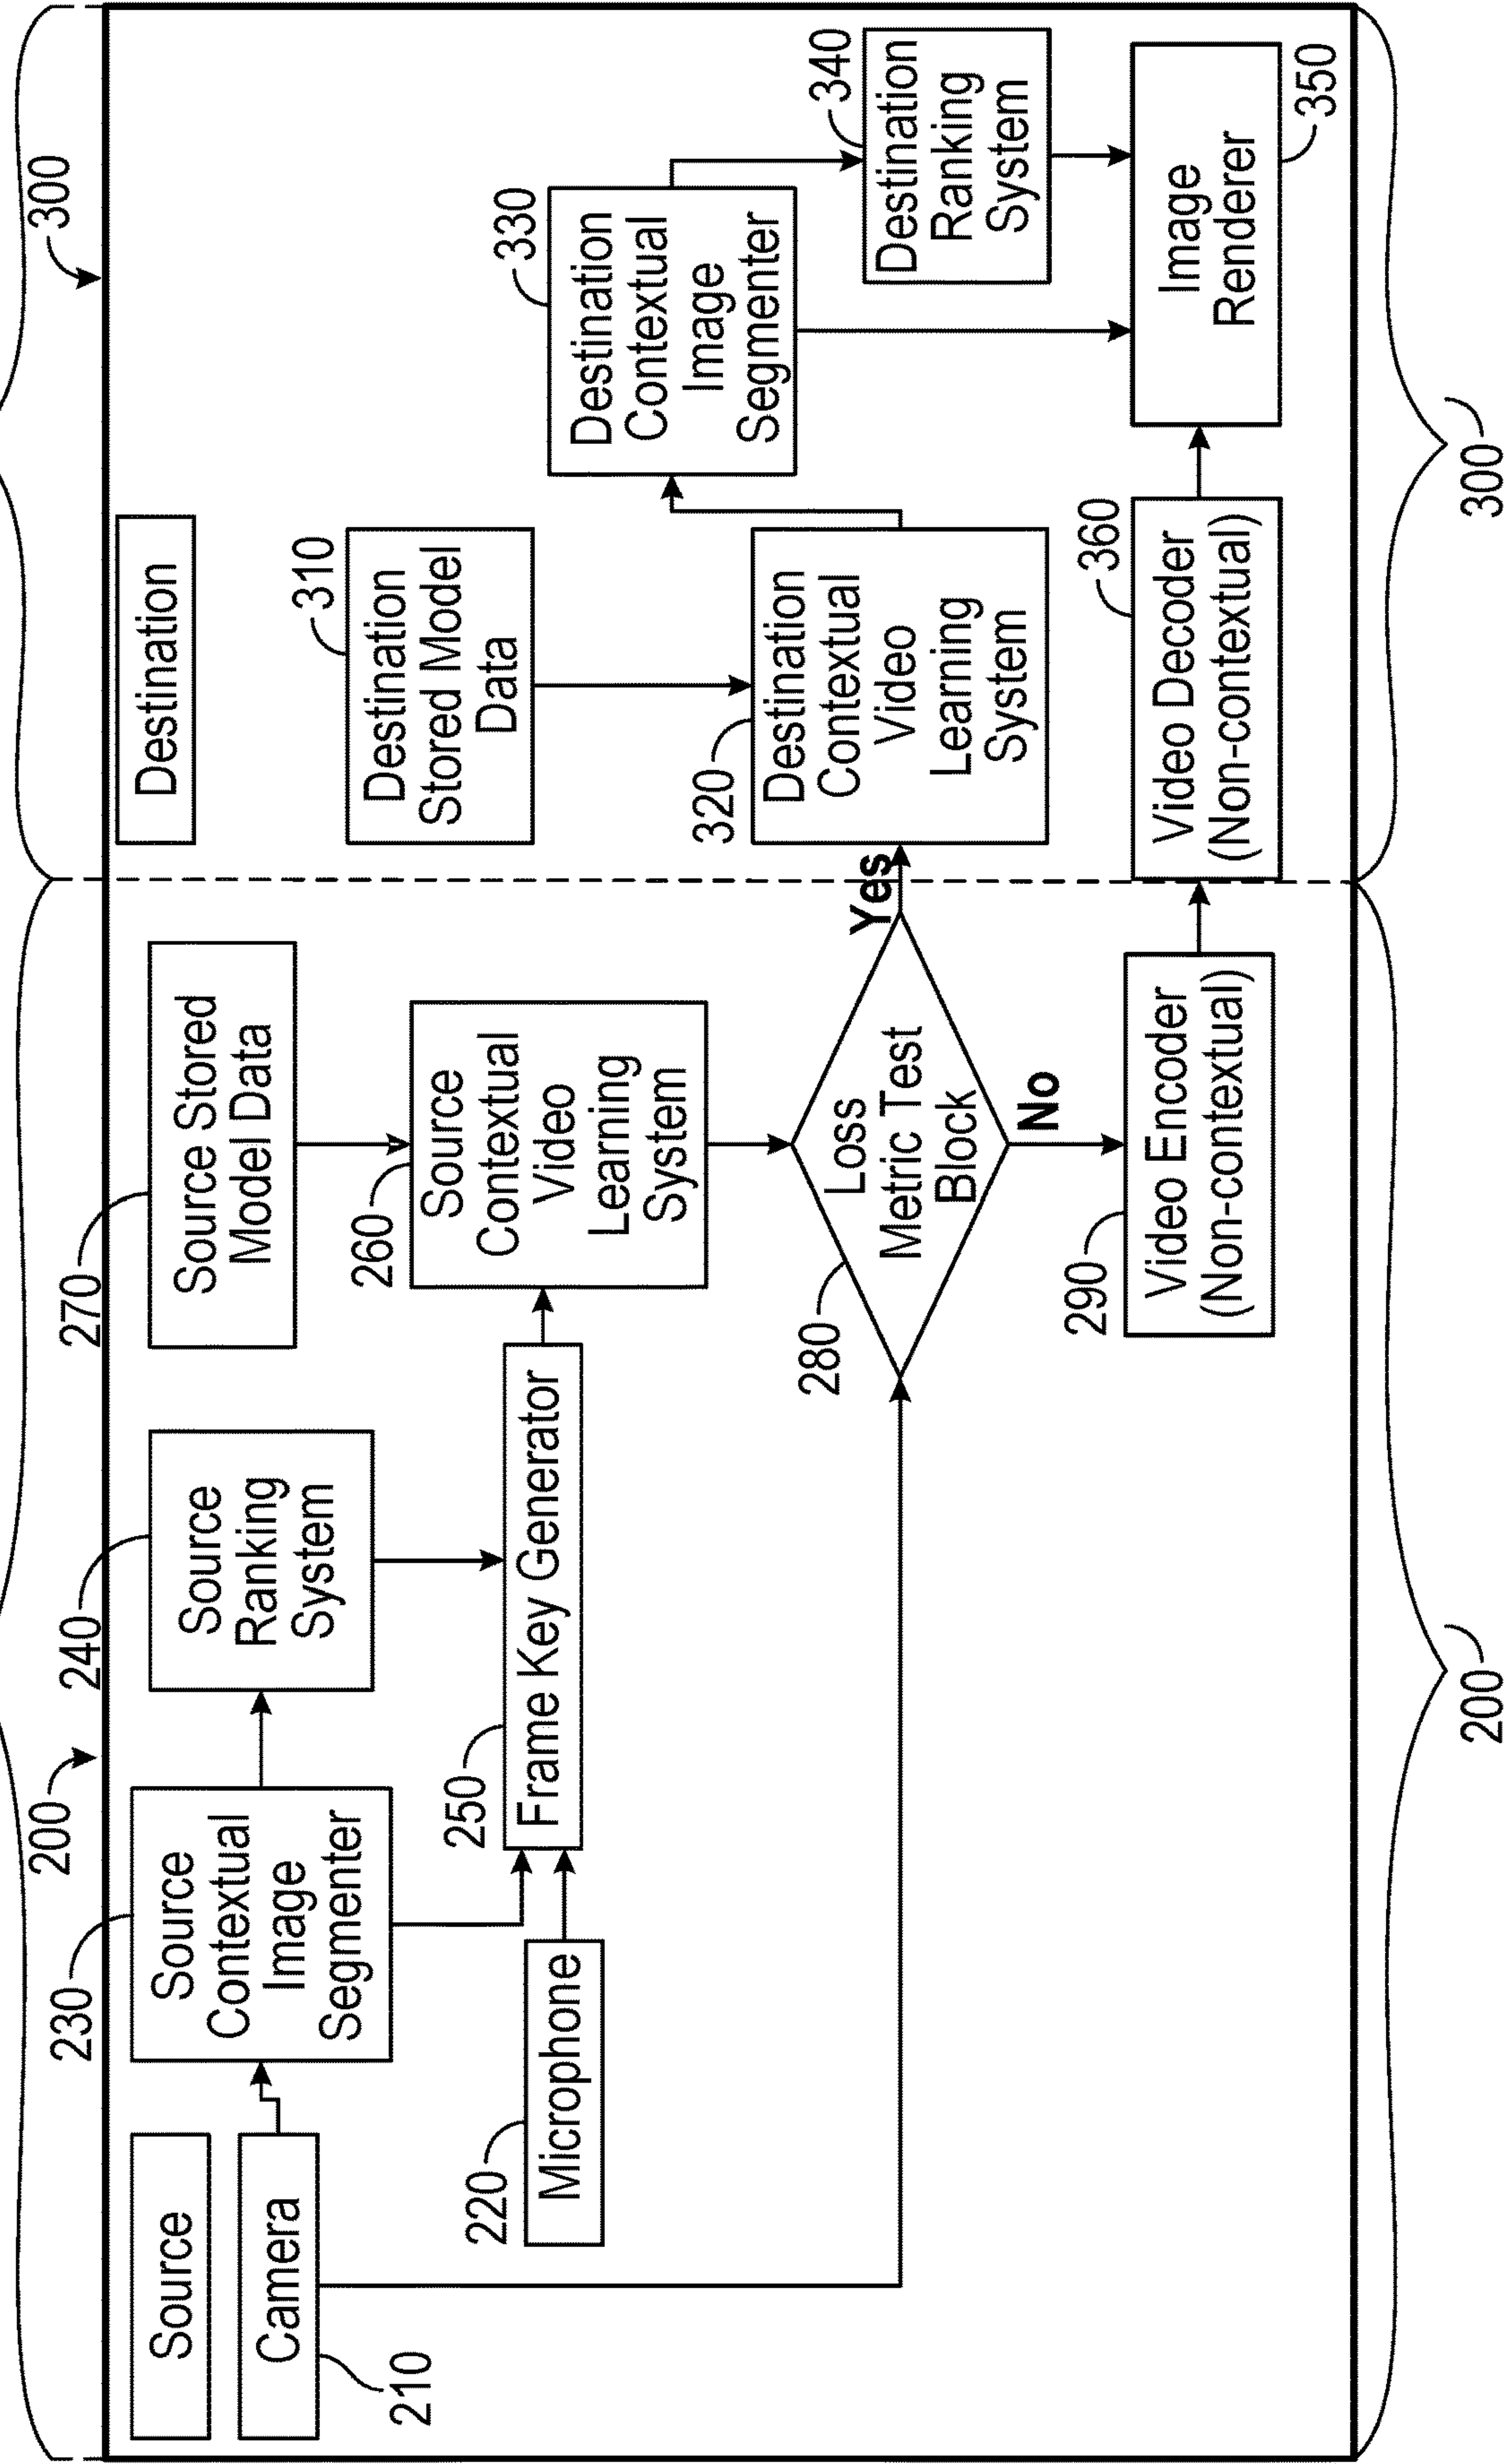 200
300
Source
Camera
210
Microphone
220
230
Source
Contextual
Image
Segmenter
240
Source
Ranking
System
250
Frame Key Generator
270
Source Stored
Model Data
260
Source
Contextual
Video
Learning
System
280
Loss
Metric Test
Block
Yes
No
290
Video Encoder
(Non-contextual)
Destination
310
Destination
Stored Model
Data
320
Destination
Contextual
Video
Learning
System
330
Destination
Contextual
Image
Segmenter
340
Destination
Ranking
System
360
Video Decoder
(Non-contextual)
Image
Renderer
350
200
300